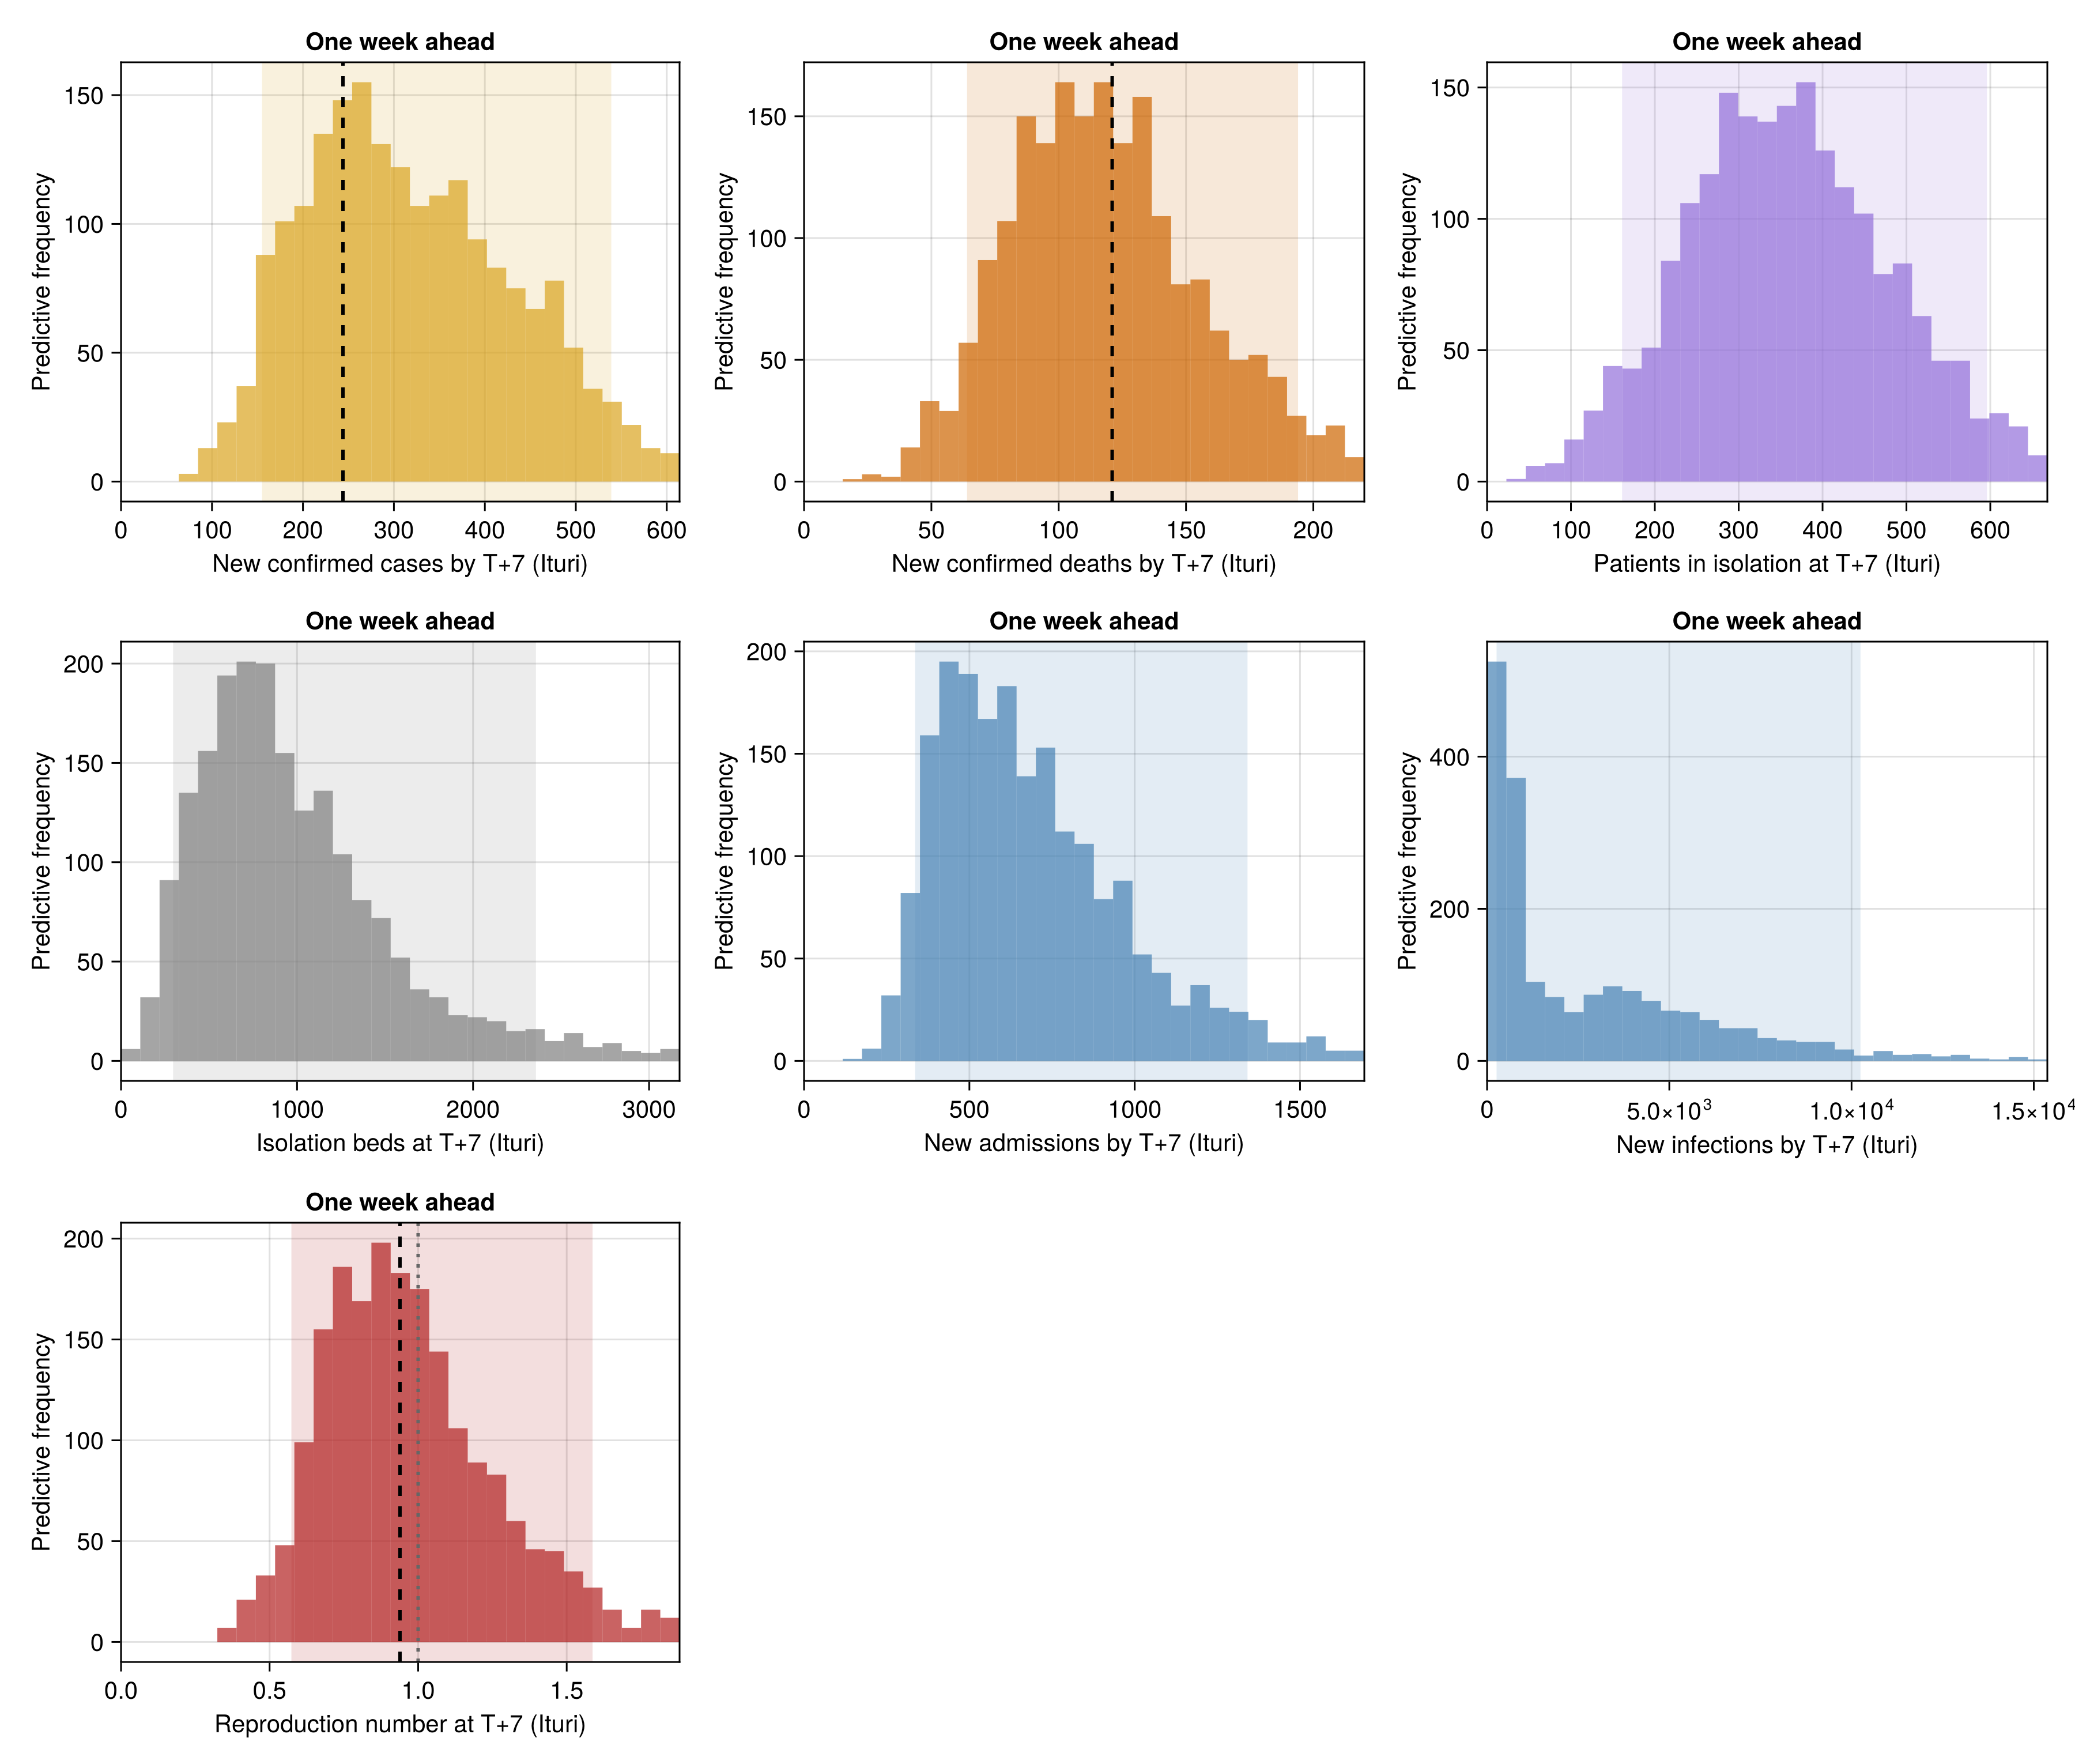 One week ahead
One week ahead
One week ahead
Predictive frequency
150
100
50
0
0 100 200 300 400 500 600
New confirmed cases by T+7 (Ituri)
Predictive frequency
150
100
50
0
0 50 100 150 200
New confirmed deaths by T+7 (Ituri)
Predictive frequency
150
100
50
0
0 100 200 300 400 500 600
Patients in isolation at T+7 (Ituri)
One week ahead
One week ahead
One week ahead
Predictive frequency
200
150
100
50
0
0 1000 2000 3000
Isolation beds at T+7 (Ituri)
Predictive frequency
200
150
100
50
0
0 500 1000 1500
New admissions by T+7 (Ituri)
Predictive frequency
400
200
0
0 5.0×10³ 1.0×10⁴ 1.5×10⁴
New infections by T+7 (Ituri)
One week ahead
Predictive frequency
200
150
100
50
0
0.0 0.5 1.0 1.5
Reproduction number at T+7 (Ituri)